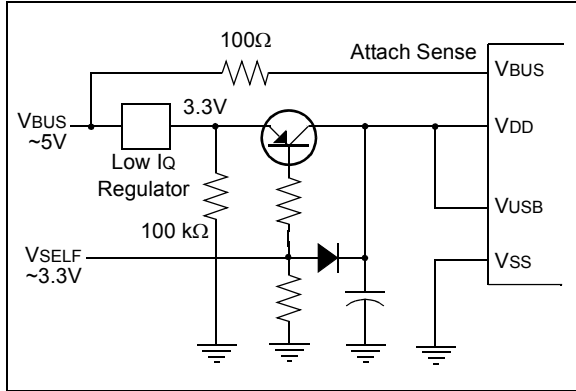 100Ω
Attach Sense
VBUS
VBUS
~5V
3.3V
VDD
Low IQ
Regulator
100 kΩ
VUSB
VSELF
~3.3V
VSS